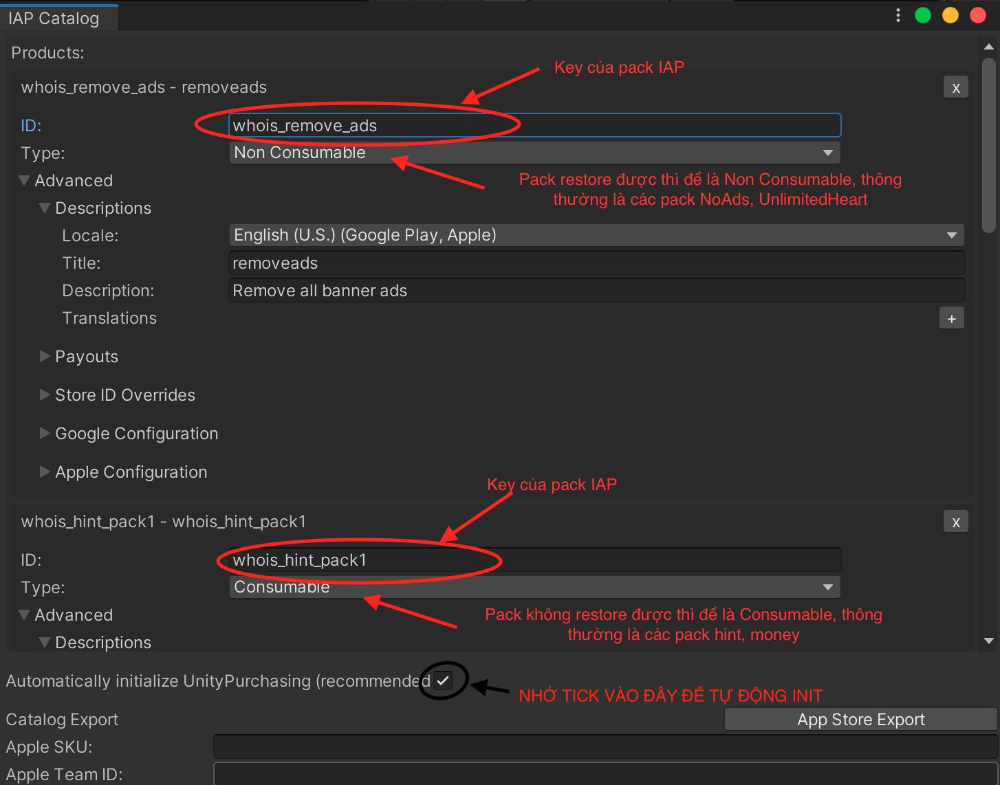 IAP Catalog
Products:
Key của pack IAP
whois_remove_ads - removeads
x
ID:
whois_remove_ads
Type:
Non Consumable
Pack restore được thì để là Non Consumable, thông
thường là các pack NoAds, UnlimitedHeart
Advanced
Descriptions
Locale:
English (U.S.) (Google Play, Apple)
Title:
removeads
Description:
Remove all banner ads
Translations
+
Payouts
Store ID Overrides
Google Configuration
Apple Configuration
Key của pack IAP
whois_hint_pack1 - whois_hint_pack1
x
ID:
whois_hint_pack1
Type:
Consumable
Pack không restore được thì để là Consumable, thông
thường là các pack hint, money
Advanced
Descriptions
Automatically initialize UnityPurchasing (recommended
NHỚ TICK VÀO ĐÂY ĐỂ TỰ ĐỘNG INIT
Catalog Export
App Store Export
Apple SKU:
Apple Team ID: